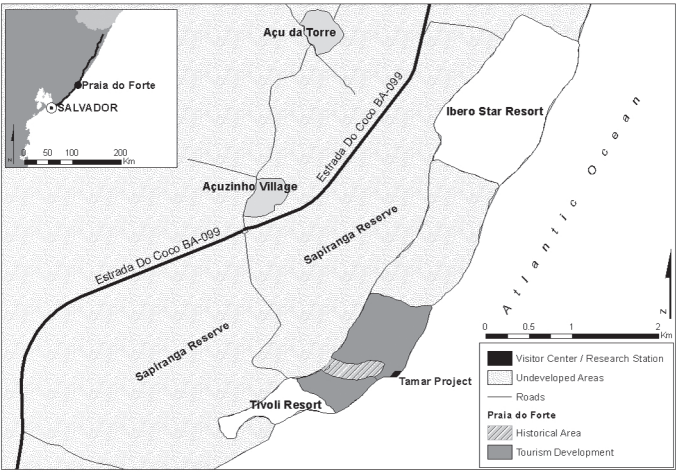 Açu da Torre
Praia do Forte
SALVADOR
N
0 50 100 200
Km
Ibero Star Resort
Estrada Do Coco BA-099
Açuzinho Village
Atlantic Ocean
Sapiranga Reserve
Estrada Do Coco BA-099
Sapiranga Reserve
N
0 0.5 1 2
Km
Tamar Project
Tivoli Resort
Visitor Center / Research Station
Undeveloped Areas
Roads
Praia do Forte
Historical Area
Tourism Development